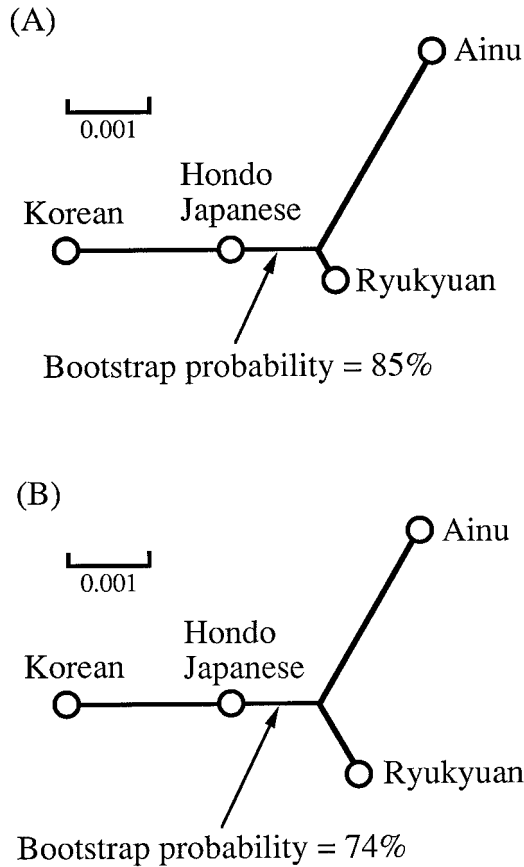 (A)
Ainu
0.001
Hondo
Japanese
Korean
Ryukyuan
Bootstrap probability = 85%
(B)
Ainu
0.001
Hondo
Japanese
Korean
Ryukyuan
Bootstrap probability = 74%